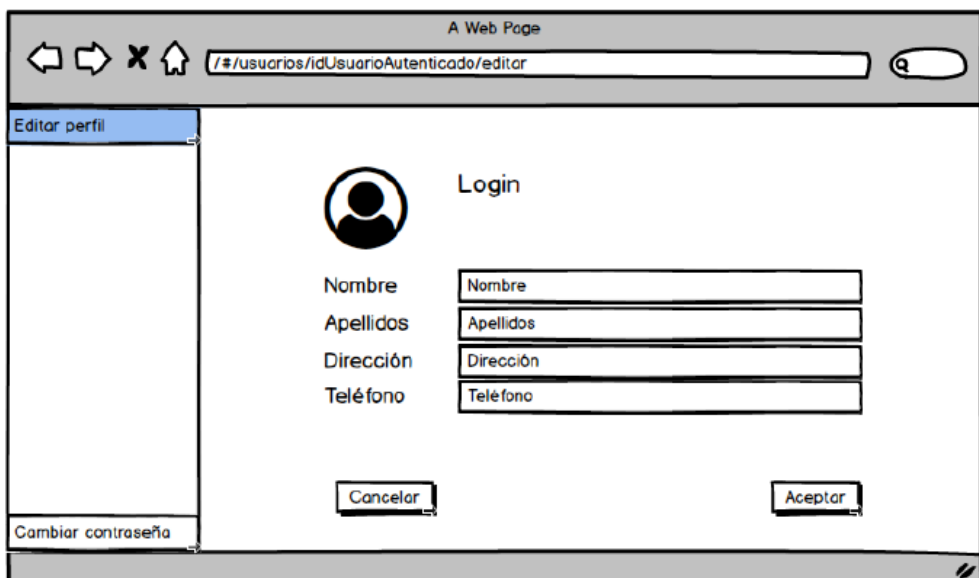 A Web Page
/#/usuarios/idUsuarioAutenticado/editar
Editar perfil
Login
Nombre Nombre
Apellidos Apellidos
Dirección Dirección
Teléfono Teléfono
Cancelar Aceptar
Cambiar contraseña